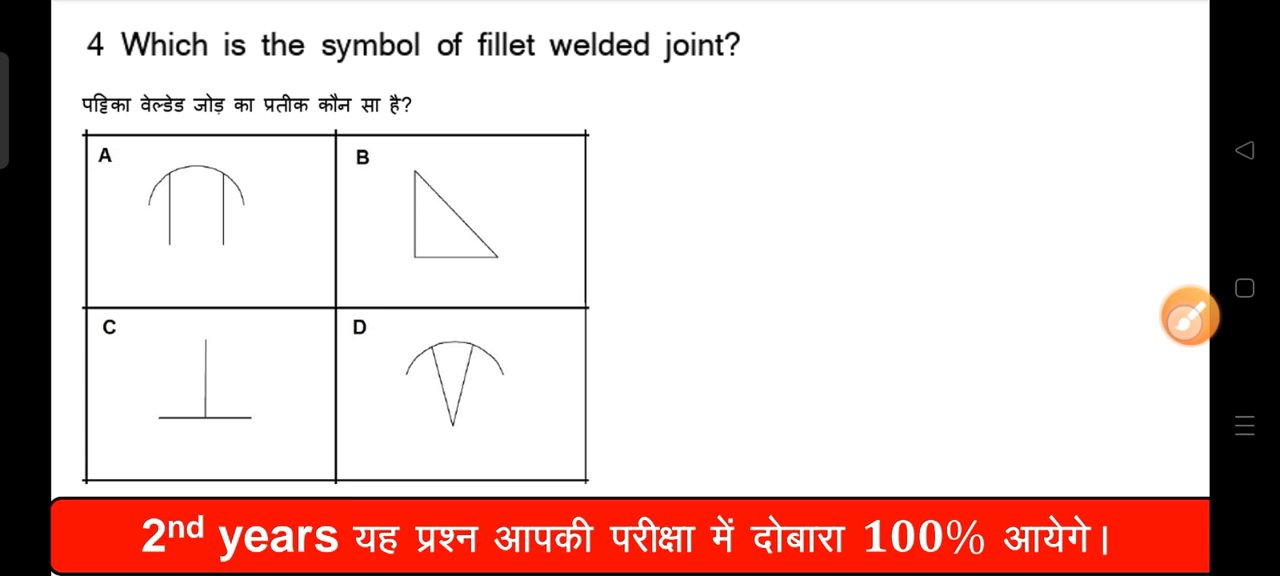 4 Which is the symbol of fillet welded joint?
पट्टिका वेल्डेड जोड़ का प्रतीक कौन सा है?
A
B
C
D
2nd years यह प्रश्न आपकी परीक्षा में दोबारा 100% आयेगे।